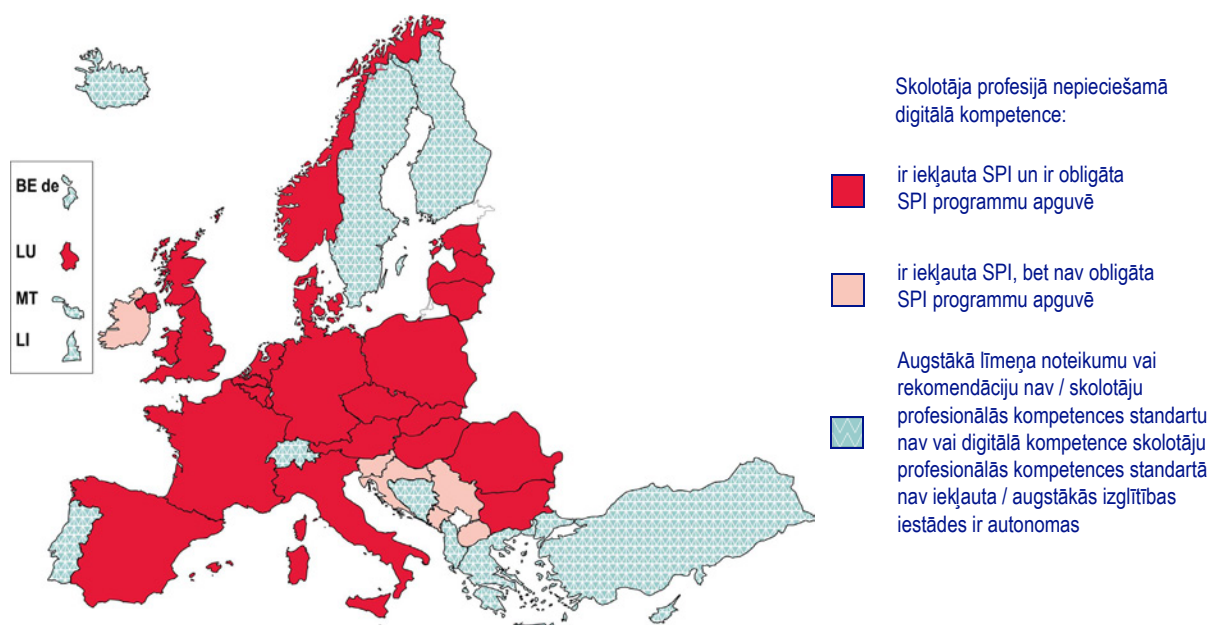 BE de
LU
MT
LI
Skolotāja profesijā nepieciešamā
digitālā kompetence:
ir iekļauta SPI un ir obligāta
SPI programmu apguvē
ir iekļauta SPI, bet nav obligāta
SPI programmu apguvē
Augstākā līmeņa noteikumu vai
rekomendāciju nav / skolotāju
profesionālās kompetences standartu
nav vai digitālā kompetence skolotāju
profesionālās kompetences standartā
nav iekļauta / augstākās izglītības
iestādes ir autonomas